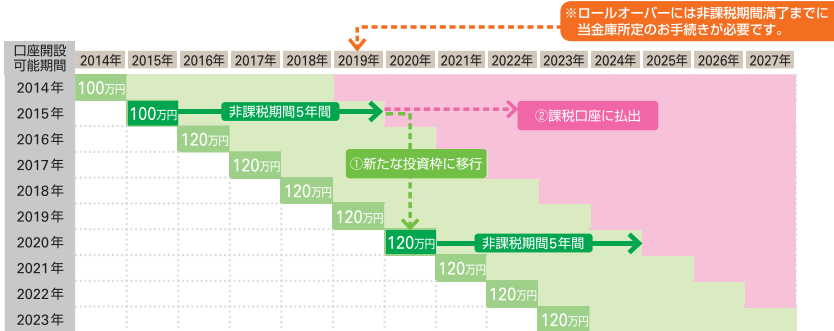 ※ロールオーバーには非課税期間満了までに
当金庫所定のお手続きが必要です。
口座開設
可能期間
2014年 2015年 2016年 2017年 2018年 2019年 2020年 2021年 2022年 2023年 2024年 2025年 2026年 2027年
2014年 100万円
2015年 100万円 非課税期間5年間 ②課税口座に払出
2016年 120万円
2017年 120万円 ①新たな投資枠に移行
2018年 120万円
2019年 120万円
2020年 120万円 非課税期間5年間
2021年 120万円
2022年 120万円
2023年 120万円